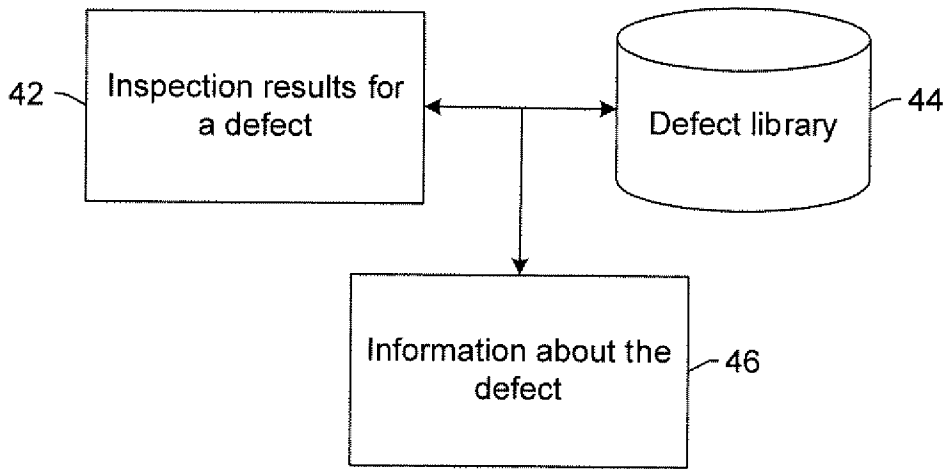 42
Inspection results for
a defect
Defect library
44
Information about the
defect
46